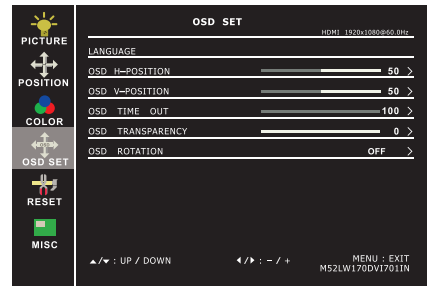 OSD SET
HDMI 1920x1080@60.0Hz
PICTURE
POSITION
COLOR
OSD
OSD SET
RESET
MISC
LANGUAGE
OSD H-POSITION 50 >
OSD V-POSITION 50 >
OSD TIME OUT 100 >
OSD TRANSPARENCY 0 >
OSD ROTATION OFF >
▲/▼ : UP / DOWN ◀/▶ : - / + MENU : EXIT
M52LW170DVI701IN